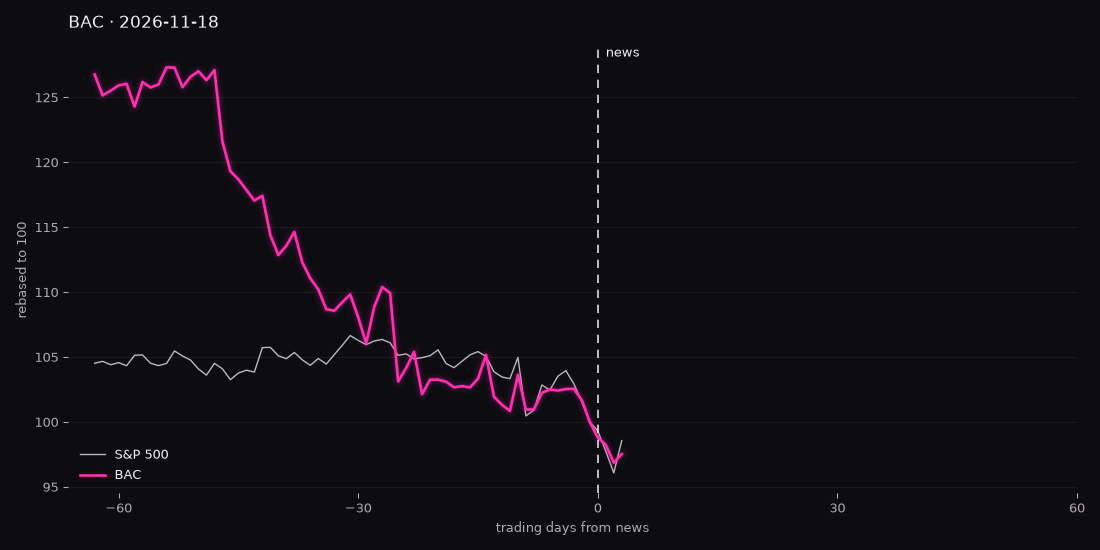 BAC · 2026-11-18
news
rebased to 100
125
120
115
110
105
100
95
S&P 500
BAC
−60
−30
0
30
60
trading days from news